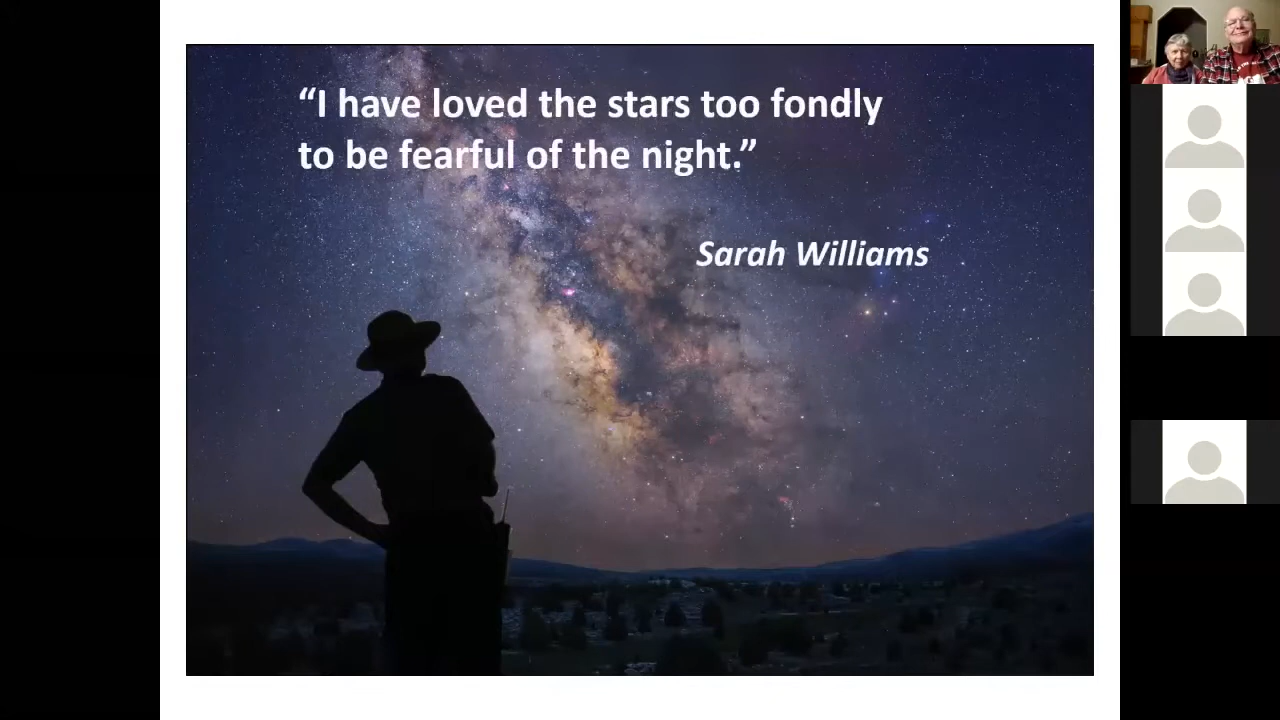 “I have loved the stars too fondly
to be fearful of the night.”
Sarah Williams